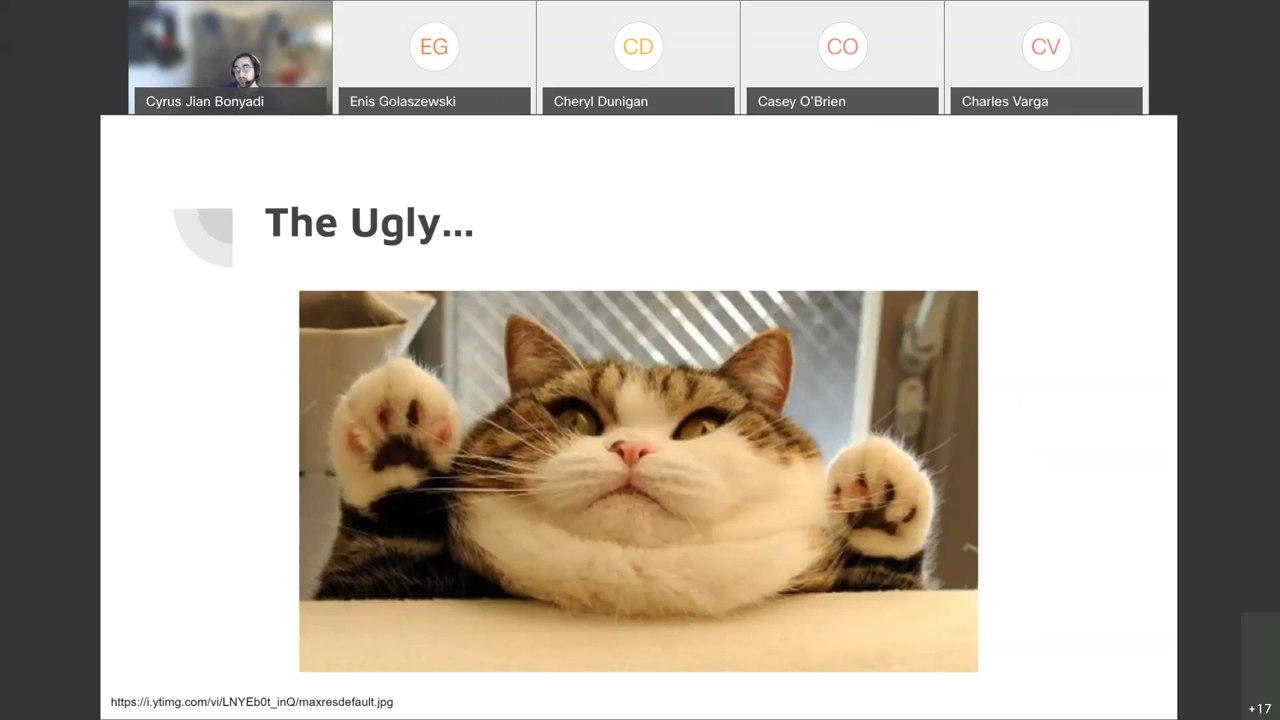 EG
CD
CO
CV
Cyrus Jian Bonyadi
Enis Golaszewski
Cheryl Dunigan
Casey O'Brien
Charles Varga
The Ugly...
https://i.ytimg.com/vi/LNYEb0t_inQ/maxresdefault.jpg
+17